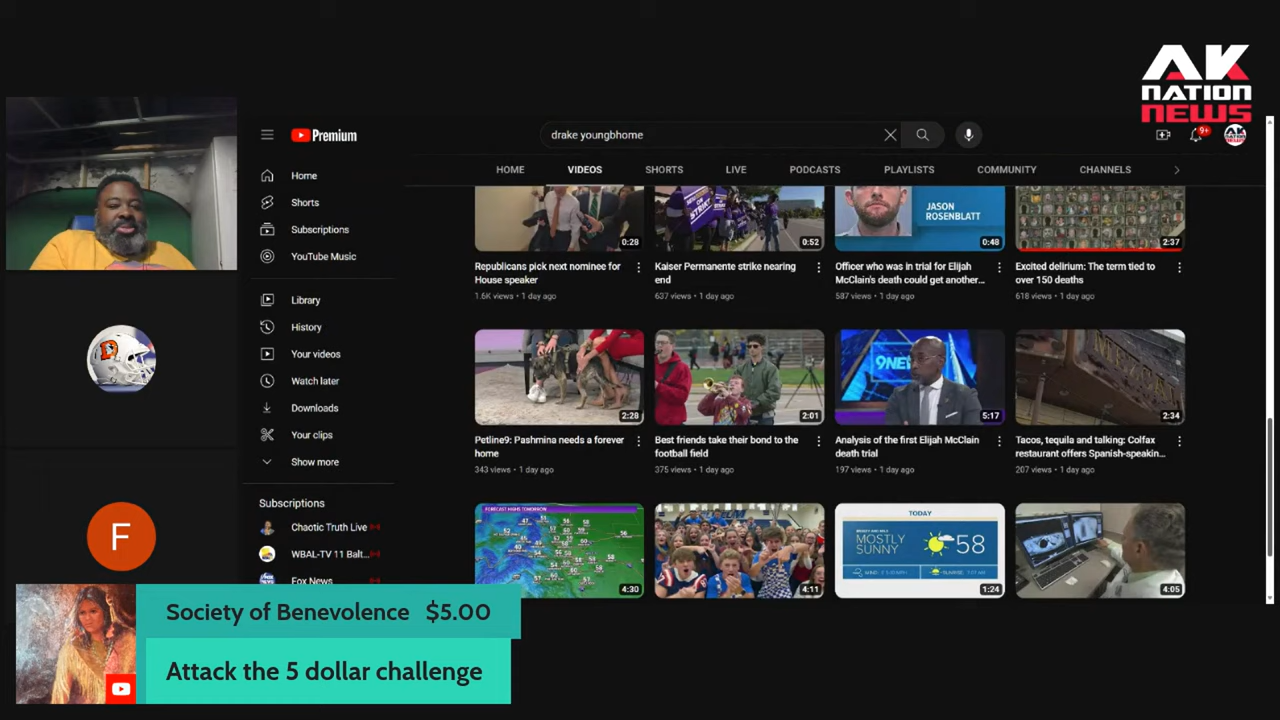 AK
NATION
NEWS
Premium
drake youngbhome
9+
HOME
VIDEOS
SHORTS
LIVE
PODCASTS
PLAYLISTS
COMMUNITY
CHANNELS
Home
Shorts
Subscriptions
YouTube Music
Library
History
Your videos
Watch later
Downloads
Your clips
Show more
Subscriptions
Chaotic Truth Live
WBAL-TV 11 Balt...
Fox News
0:28
Republicans pick next nominee for
House speaker
1.6K views • 1 day ago
STRIKE
0:52
Kaiser Permanente strike nearing
end
637 views • 1 day ago
JASON
ROSENBLATT
0:48
Officer who was in trial for Elijah
McClain's death could get another...
587 views • 1 day ago
2:37
Excited delirium: The term tied to
over 150 deaths
618 views • 1 day ago
2:28
Petline9: Pashmina needs a forever
home
343 views • 1 day ago
2:01
Best friends take their bond to the
football field
375 views • 1 day ago
9NE
5:17
Analysis of the first Elijah McClain
death trial
197 views • 1 day ago
2:34
Tacos, tequila and talking: Colfax
restaurant offers Spanish-speakin...
207 views • 1 day ago
FORECAST HIGHS TOMORROW
4:30
4:11
TODAY
MOSTLY
SUNNY
58
1:24
4:05
D
F
Society of Benevolence $5.00
Attack the 5 dollar challenge